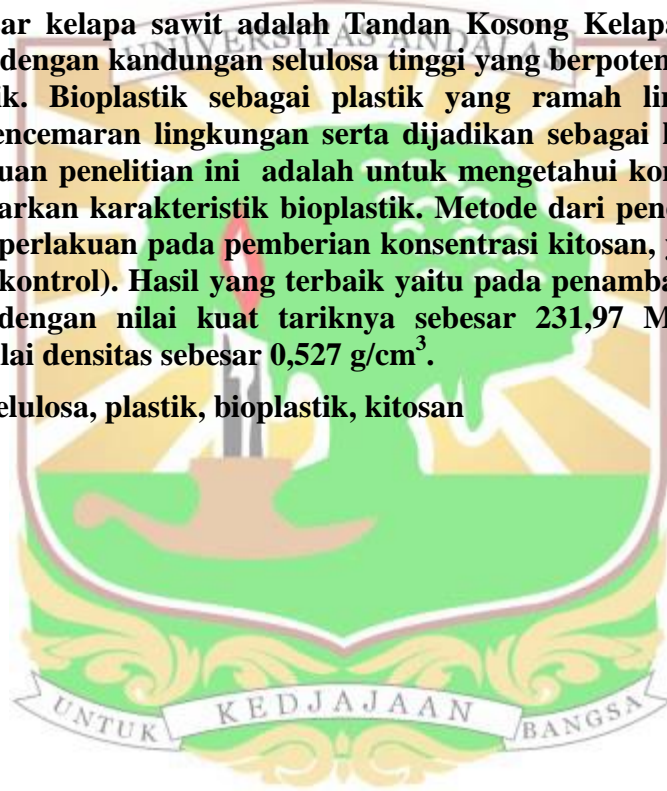 ar kelapa sawit adalah Tandan Kosong Kelapa
UNIVERSITAS ANDALAS
dengan kandungan selulosa tinggi yang berpoten
ik. Bioplastik sebagai plastik yang ramah lin
encemaran lingkungan serta dijadikan sebagai
uan penelitian ini adalah untuk mengetahui kon
arkan karakteristik bioplastik. Metode dari pen
perlakuan pada pemberian konsentrasi kitosan, y
kontrol). Hasil yang terbaik yaitu pada penamba
dengan nilai kuat tariknya sebesar 231,97 M
lai densitas sebesar 0,527 g/cm³.
elulosa, plastik, bioplastik, kitosan
UNTUK KEDJAJAAN BANGSA